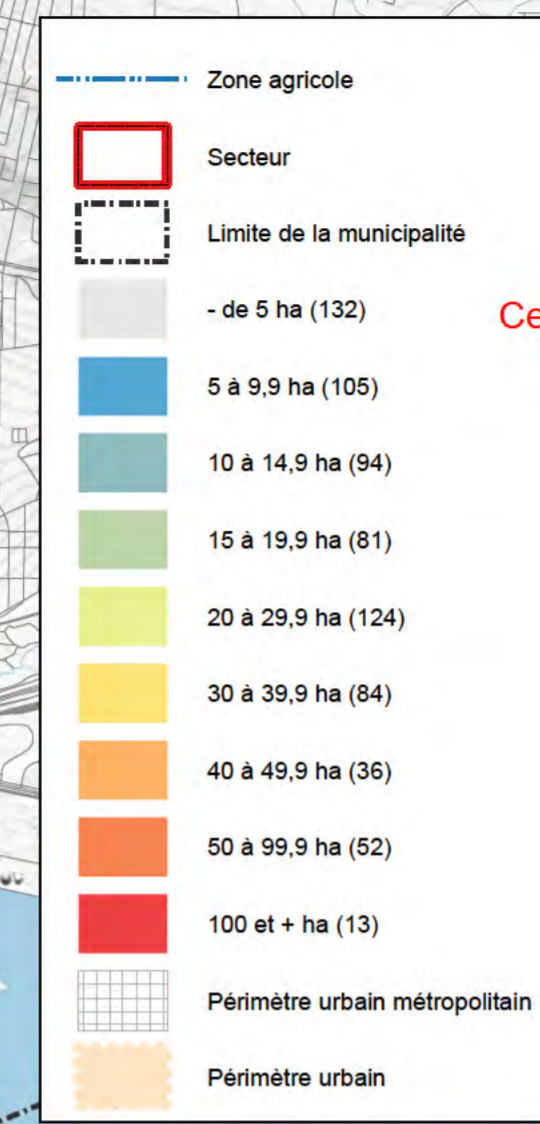 Zone agricole
Secteur
Limite de la municipalité
- de 5 ha (132)
Ce
5 à 9,9 ha (105)
10 à 14,9 ha (94)
15 à 19,9 ha (81)
20 à 29,9 ha (124)
30 à 39,9 ha (84)
40 à 49,9 ha (36)
50 à 99,9 ha (52)
100 et + ha (13)
Périmètre urbain métropolitain
Périmètre urbain